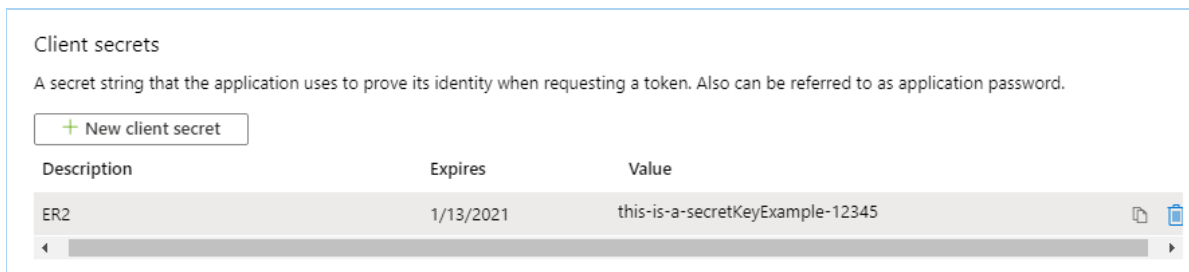 Client secrets
A secret string that the application uses to prove its identity when requesting a token. Also can be referred to as application password.
+ New client secret
Description Expires Value
ER2 1/13/2021 this-is-a-secretKeyExample-12345